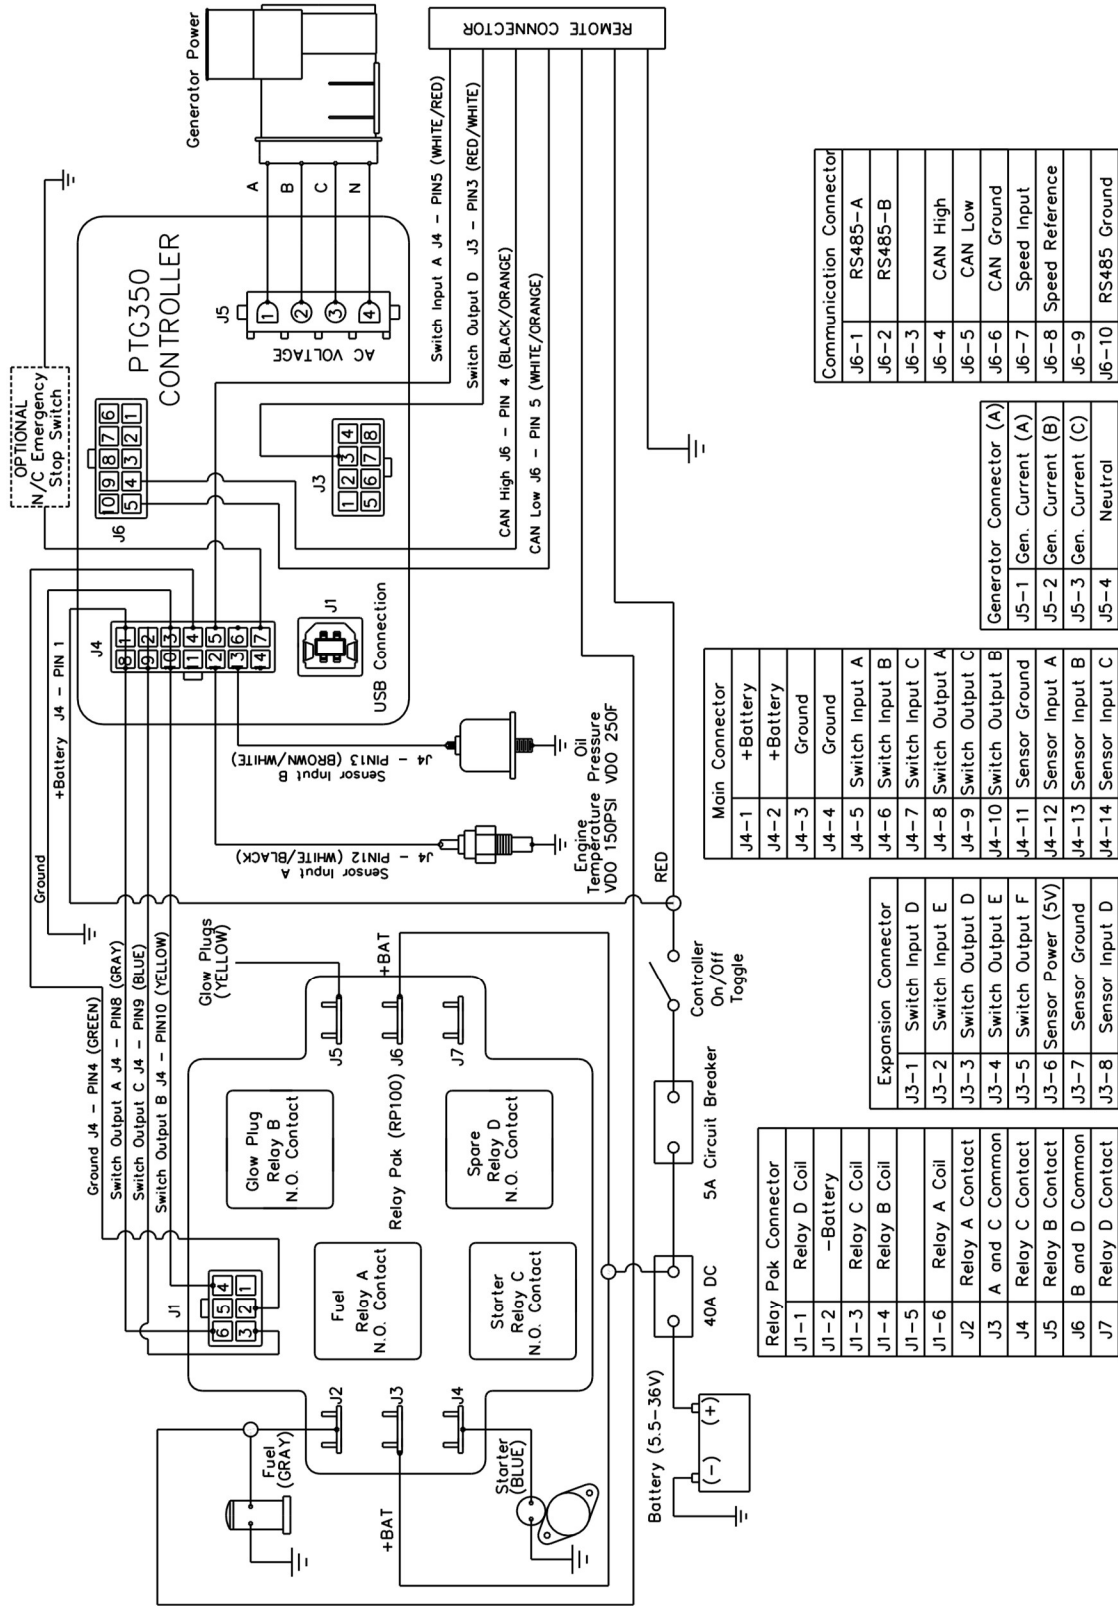 Generator Power
REMOTE CONNECTOR
OPTIONAL
N/C Emergency
Stop Switch
PTG350
CONTROLLER
A
B
C
N
J5
1
2
3
4
AC VOLTAGE
J6
10 9 8 7 6
5 4 3 2 1
J3
1 2 3 4
5 6 7 8
J4
8 9 10 11 12 13 14
1 2 3 4 5 6 7
J1
USB Connection
Switch Input A J4 - PIN5 (WHITE/RED)
Switch Output D J3 - PIN3 (RED/WHITE)
CAN High J6 - PIN 4 (BLACK/ORANGE)
CAN Low J6 - PIN 5 (WHITE/ORANGE)
+Battery J4 - PIN 1
Ground
Sensor Input B
J4 - PIN13 (BROWN/WHITE)
Sensor Input A
J4 - PIN12 (WHITE/BLACK)
Engine
Temperature
VDO 150PSI
Oil
Pressure
VDO 250F
Ground J4 - PIN4 (GREEN)
Switch Output A J4 - PIN8 (GRAY)
Switch Output C J4 - PIN9 (BLUE)
Switch Output B J4 - PIN10 (YELLOW)
Glow Plugs
(YELLOW)
+BAT
J5
J6
J7
Glow Plug
Relay B
N.O. Contact
Relay Pak (RP100)
Spare
Relay D
N.O. Contact
Fuel
Relay A
N.O. Contact
Starter
Relay C
N.O. Contact
J1
6 5 4
3 2 1
J2
J3
J4
Fuel
(GRAY)
+BAT
Starter
(BLUE)
RED
Controller
On/Off
Toggle
5A Circuit Breaker
40A DC
Battery (5.5-36V)
(-) (+)
Relay Pak Connector
J1-1 Relay D Coil
J1-2 -Battery
J1-3 Relay C Coil
J1-4 Relay B Coil
J1-5
J1-6 Relay A Coil
J2 Relay A Contact
J3 A and C Common
J4 Relay C Contact
J5 Relay B Contact
J6 B and D Common
J7 Relay D Contact
Expansion Connector
J3-1 Switch Input D
J3-2 Switch Input E
J3-3 Switch Output D
J3-4 Switch Output E
J3-5 Switch Output F
J3-6 Sensor Power (5V)
J3-7 Sensor Ground
J3-8 Sensor Input D
Main Connector
J4-1 +Battery
J4-2 +Battery
J4-3 Ground
J4-4 Ground
J4-5 Switch Input A
J4-6 Switch Input B
J4-7 Switch Input C
J4-8 Switch Output A
J4-9 Switch Output C
J4-10 Switch Output B
J4-11 Sensor Ground
J4-12 Sensor Input A
J4-13 Sensor Input B
J4-14 Sensor Input C
Generator Connector (A)
J5-1 Gen. Current (A)
J5-2 Gen. Current (B)
J5-3 Gen. Current (C)
J5-4 Neutral
Communication Connector
J6-1 RS485-A
J6-2 RS485-B
J6-3
J6-4 CAN High
J6-5 CAN Low
J6-6 CAN Ground
J6-7 Speed Input
J6-8 Speed Reference
J6-9
J6-10 RS485 Ground